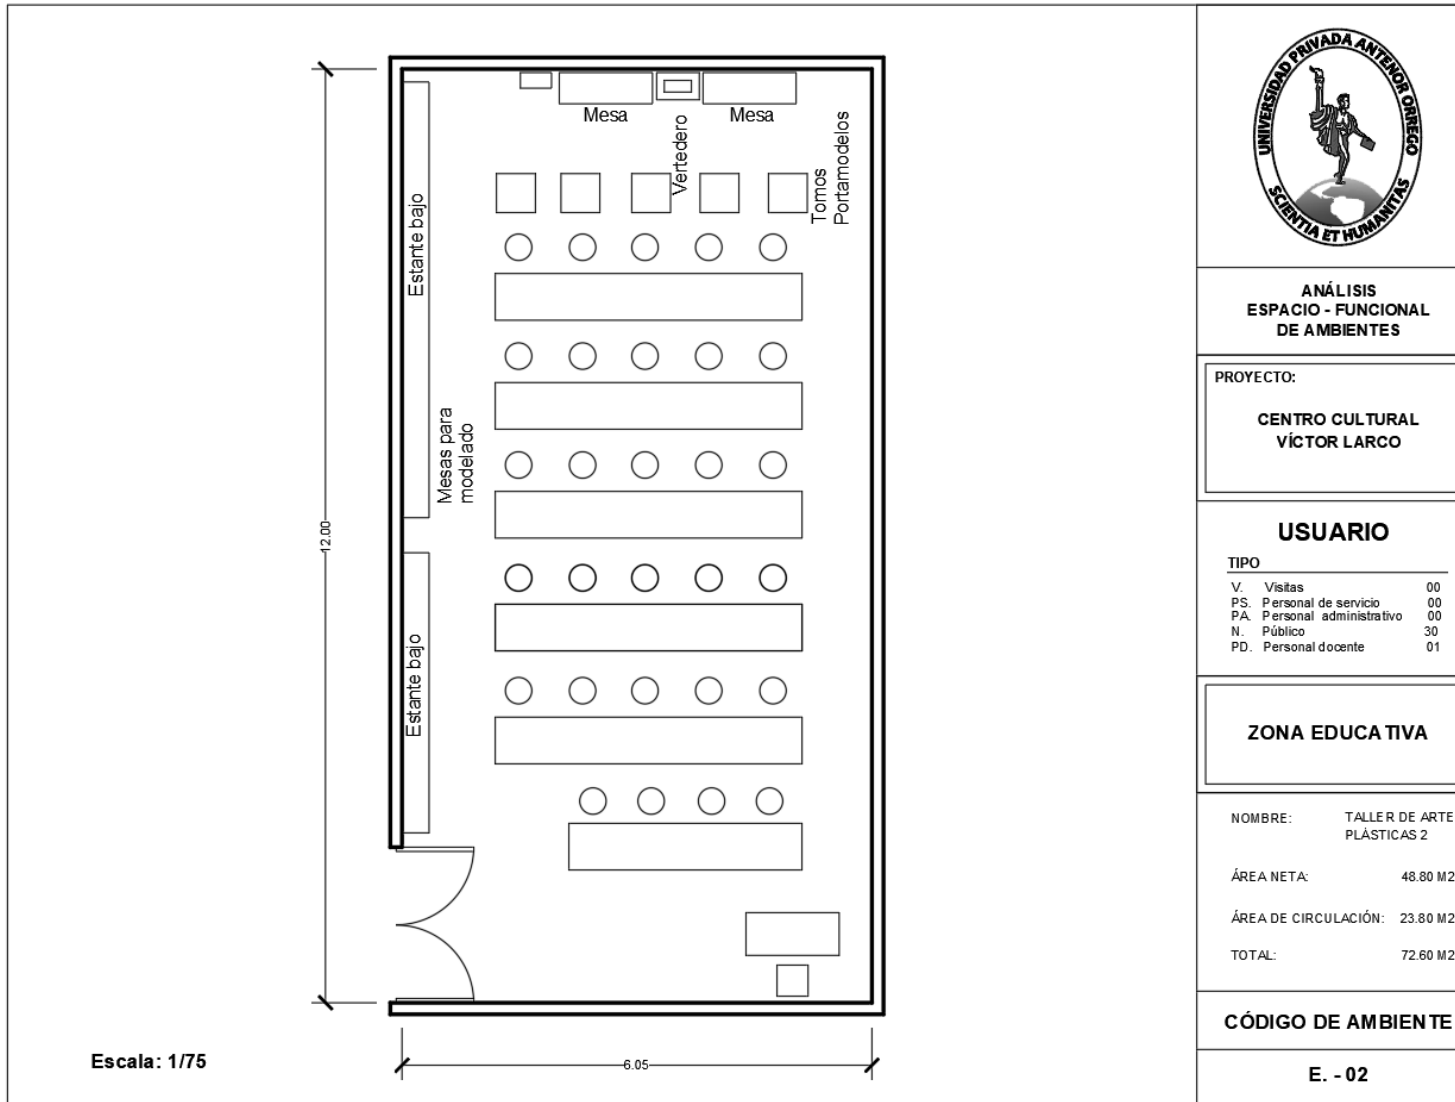 Mesa
Mesa
Vertedero
Tornos
Portamodelos
Estante bajo
Mesas para
modelado
Estante bajo
12.00
6.05
Escala: 1/75
UNIVERSIDAD PRIVADA ANTENOR ORREGO
SCIENTIA ET HUMANITAS
ANÁLISIS
ESPACIO - FUNCIONAL
DE AMBIENTES
PROYECTO:
CENTRO CULTURAL
VÍCTOR LARCO
USUARIO
TIPO
V. Visitas 00
PS. Personal de servicio 00
PA. Personal administrativo 00
N. Público 30
PD. Personal docente 01
ZONA EDUCATIVA
NOMBRE: TALLER DE ARTE
PLÁSTICAS 2
ÁREA NETA: 48.80 M2
ÁREA DE CIRCULACIÓN: 23.80 M2
TOTAL: 72.60 M2
CÓDIGO DE AMBIENTE
E. - 02